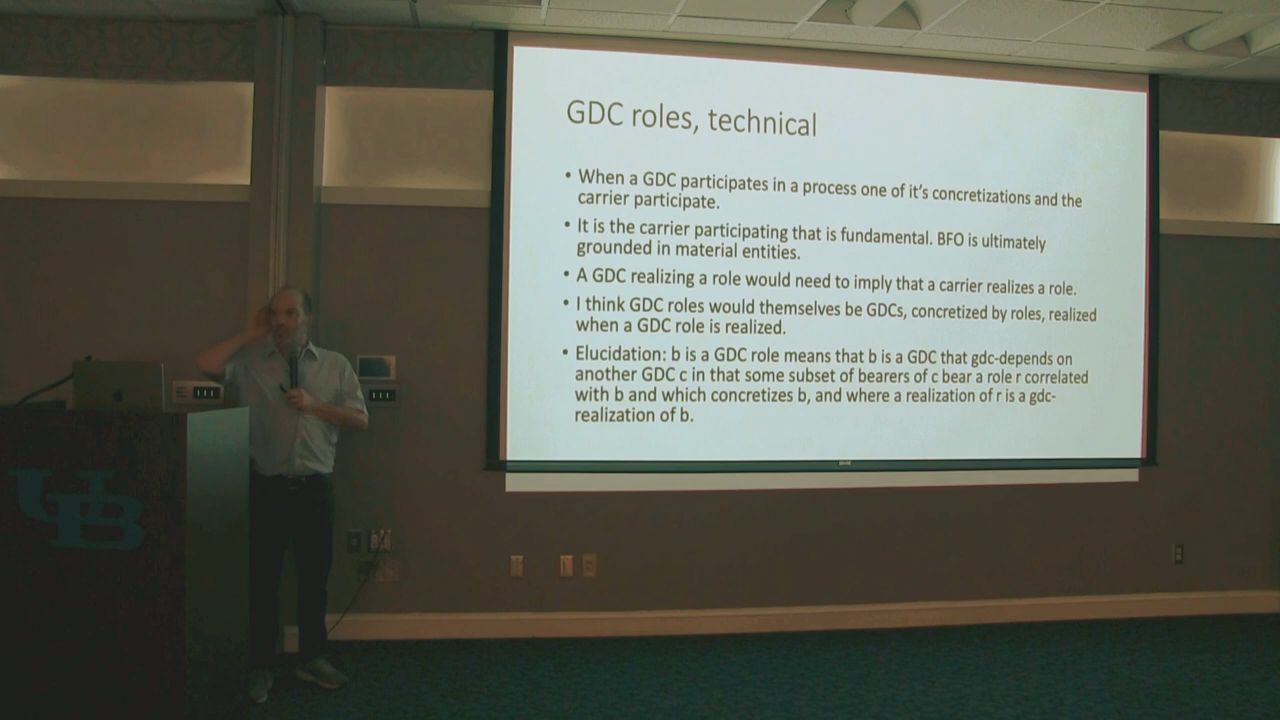 GDC roles, technical
• When a GDC participates in a process one of it's concretizations and the
carrier participate.
• It is the carrier participating that is fundamental. BFO is ultimately
grounded in material entities.
• A GDC realizing a role would need to imply that a carrier realizes a role.
• I think GDC roles would themselves be GDCs, concretized by roles, realized
when a GDC role is realized.
• Elucidation: b is a GDC role means that b is a GDC that gdc-depends on
another GDC c in that some subset of bearers of c bear a role r correlated
with b and which concretizes b, and where a realization of r is a gdc-
realization of b.
UB